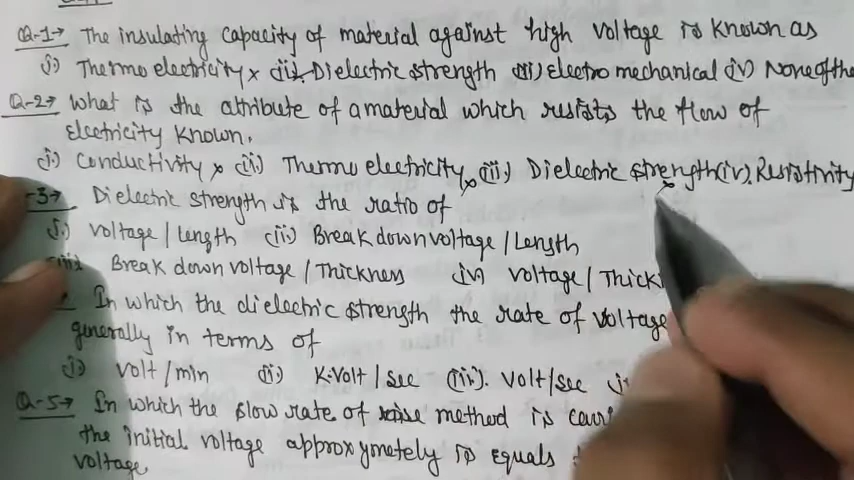 Q-1→ The insulating capacity of material against high voltage is known as
(i) Thermo electricity × (ii). Dielectric strength (iii) Electro mechanical (iv) None of the
Q-2→ What is the attribute of a material which resists the flow of
Electricity known.
(i.) Conductivity × (ii) Thermo electricity × (iii) Dielectric strength (iv). Resistivity
-3→ Dielectric strength is the ratio of
(i.) Voltage / Length (ii) Break down voltage / Length
(iii) Break down voltage / Thickness (iv) voltage /
In which the dielectric strength the rate of voltage
generally in terms of
(i) volt/min (ii) K.Volt/sec (iii). Volt/sec
Q-5→ In which the slow rate of rise method is
the initial voltage approxymetely is equals
voltage.